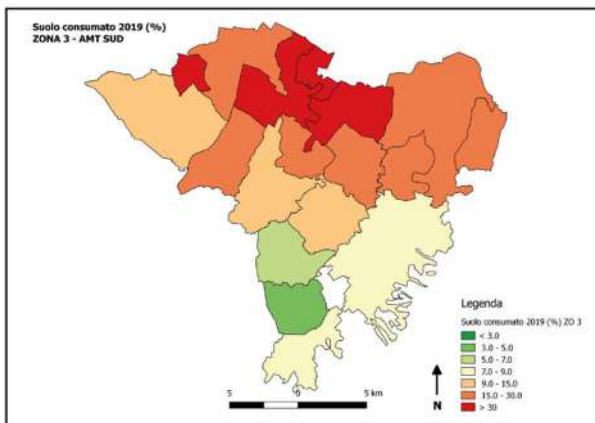 Suolo consumato 2019 (%)
ZONA 3 - AMT SUD
Legenda
Suolo consumato 2019 (%) ZO 3
< 3.0
3.0 - 5.0
5.0 - 7.0
7.0 - 9.0
9.0 - 15.0
15.0 - 30.0
> 30
N
5 0 5 km